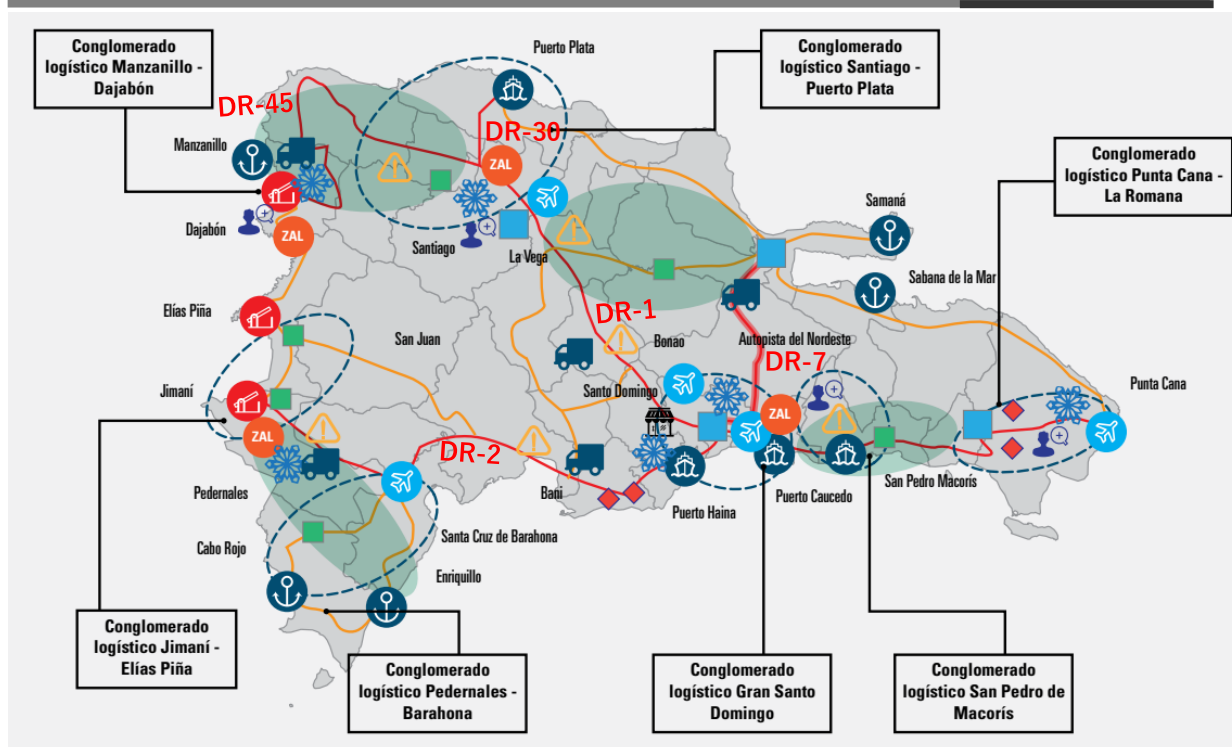 Conglomerado
logístico Manzanillo -
Dajabón
Puerto Plata
Conglomerado
logístico Santiago -
Puerto Plata
DR-45
DR-30
Manzanillo
ZAL
Conglomerado
logístico Punta Cana -
La Romana
Samaná
Dajabón
ZAL
Santiago
La Vega
Sabana de la Mar
Elías Piña
San Juan
DR-1
Bonao
Autopista del Nordeste
DR-7
Jimaní
Santo Domingo
Punta Cana
ZAL
ZAL
DR-2
Pedernales
Baní
Puerto Haina
Puerto Caucedo
San Pedro Macorís
Santa Cruz de Barahona
Cabo Rojo
Enriquillo
Conglomerado
logístico Jimaní -
Elías Piña
Conglomerado
logístico Pedernales -
Barahona
Conglomerado
logístico Gran Santo
Domingo
Conglomerado
logístico San Pedro de
Macorís